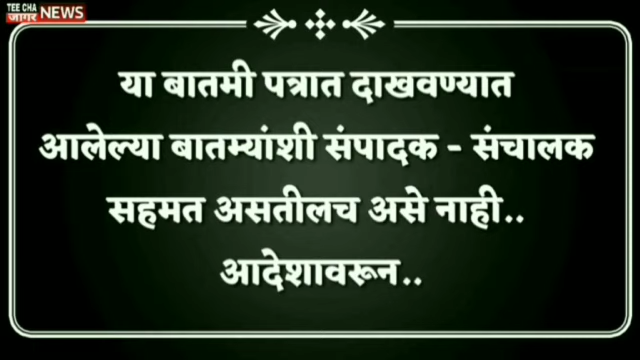 TEE CHA
जागर NEWS
या बातमी पत्रात दाखवण्यात
आलेल्या बातम्यांशी संपादक - संचालक
सहमत असतीलच असे नाही..
आदेशावरून..